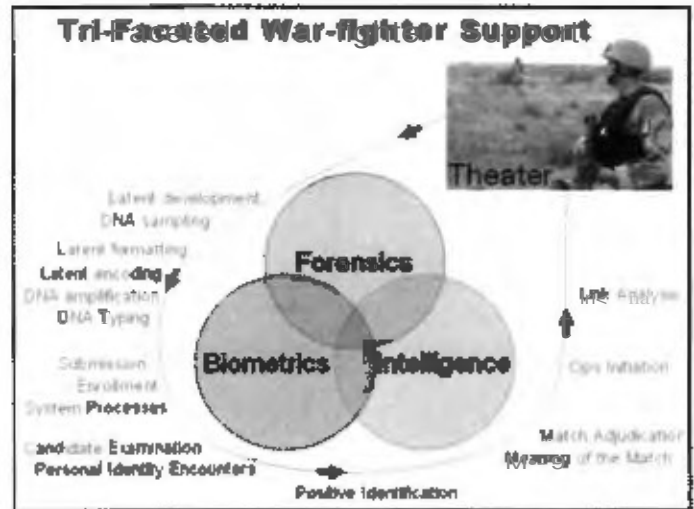 Tri-Faceted War-fighter Support
Theater
Latent development
DNA sampling
Latent formatting
Latent encoding
DNA amplification
DNA Typing
Submission
Enrollment
System Processes
Candidate Examination
Personal Identity Encounters
Forensics
Biometrics
Intelligence
Positive Identification
Link Analysis
Ops Initiation
Match Adjudication
Meaning of the Match